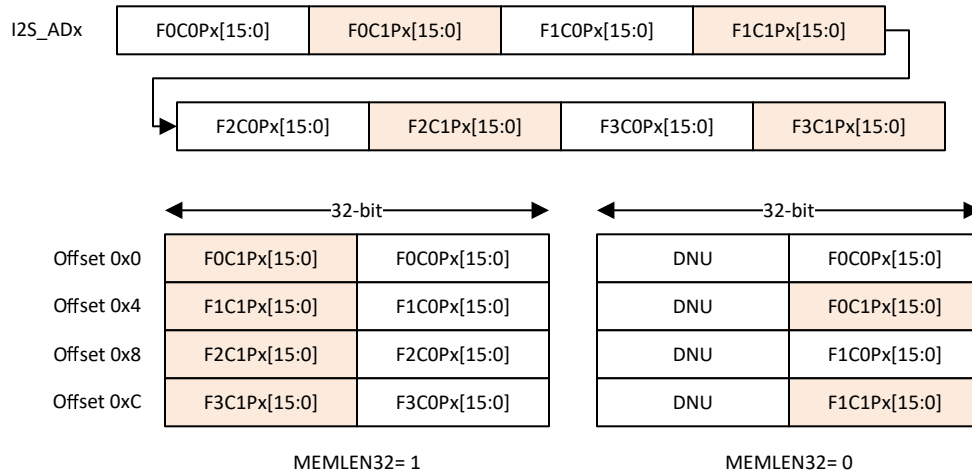 I2S_ADx F0C0Px[15:0] F0C1Px[15:0] F1C0Px[15:0] F1C1Px[15:0]
F2C0Px[15:0] F2C1Px[15:0] F3C0Px[15:0] F3C1Px[15:0]
32-bit 32-bit
Offset 0x0 F0C1Px[15:0] F0C0Px[15:0] DNU F0C0Px[15:0]
Offset 0x4 F1C1Px[15:0] F1C0Px[15:0] DNU F0C1Px[15:0]
Offset 0x8 F2C1Px[15:0] F2C0Px[15:0] DNU F1C0Px[15:0]
Offset 0xC F3C1Px[15:0] F3C0Px[15:0] DNU F1C1Px[15:0]
MEMLEN32= 1 MEMLEN32= 0